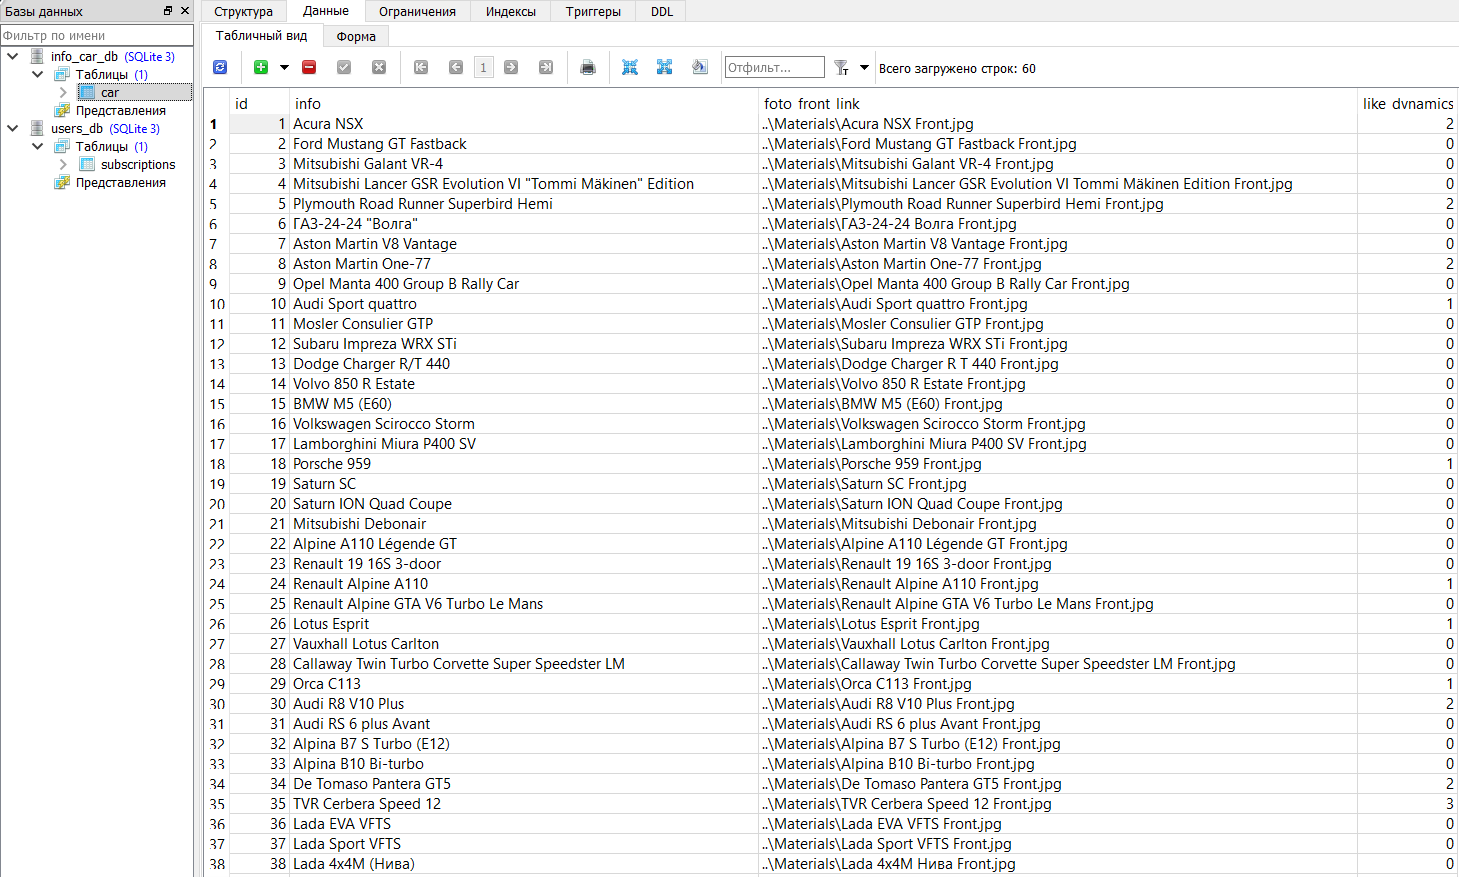 Базы данных
Фильтр по имени
info_car_db (SQLite 3)
Таблицы (1)
car
Представления
users_db (SQLite 3)
Таблицы (1)
subscriptions
Представления
Структура Данные Ограничения Индексы Триггеры DDL
Табличный вид Форма
1 Отфильт... Всего загружено строк: 60
id info foto front link like dynamics
1 1 Acura NSX ..\Materials\Acura NSX Front.jpg 2
2 2 Ford Mustang GT Fastback ..\Materials\Ford Mustang GT Fastback Front.jpg 0
3 3 Mitsubishi Galant VR-4 ..\Materials\Mitsubishi Galant VR-4 Front.jpg 0
4 4 Mitsubishi Lancer GSR Evolution VI "Tommi Mäkinen" Edition ..\Materials\Mitsubishi Lancer GSR Evolution VI Tommi Mäkinen Edition Front.jpg 0
5 5 Plymouth Road Runner Superbird Hemi ..\Materials\Plymouth Road Runner Superbird Hemi Front.jpg 2
6 6 ГАЗ-24-24 "Волга" ..\Materials\ГАЗ-24-24 Волга Front.jpg 0
7 7 Aston Martin V8 Vantage ..\Materials\Aston Martin V8 Vantage Front.jpg 0
8 8 Aston Martin One-77 ..\Materials\Aston Martin One-77 Front.jpg 2
9 9 Opel Manta 400 Group B Rally Car ..\Materials\Opel Manta 400 Group B Rally Car Front.jpg 0
10 10 Audi Sport quattro ..\Materials\Audi Sport quattro Front.jpg 1
11 11 Mosler Consulier GTP ..\Materials\Mosler Consulier GTP Front.jpg 0
12 12 Subaru Impreza WRX STi ..\Materials\Subaru Impreza WRX STi Front.jpg 0
13 13 Dodge Charger R/T 440 ..\Materials\Dodge Charger R T 440 Front.jpg 0
14 14 Volvo 850 R Estate ..\Materials\Volvo 850 R Estate Front.jpg 0
15 15 BMW M5 (E60) ..\Materials\BMW M5 (E60) Front.jpg 0
16 16 Volkswagen Scirocco Storm ..\Materials\Volkswagen Scirocco Storm Front.jpg 0
17 17 Lamborghini Miura P400 SV ..\Materials\Lamborghini Miura P400 SV Front.jpg 0
18 18 Porsche 959 ..\Materials\Porsche 959 Front.jpg 1
19 19 Saturn SC ..\Materials\Saturn SC Front.jpg 0
20 20 Saturn ION Quad Coupe ..\Materials\Saturn ION Quad Coupe Front.jpg 0
21 21 Mitsubishi Debonair ..\Materials\Mitsubishi Debonair Front.jpg 0
22 22 Alpine A110 Légende GT ..\Materials\Alpine A110 Légende GT Front.jpg 0
23 23 Renault 19 16S 3-door ..\Materials\Renault 19 16S 3-door Front.jpg 0
24 24 Renault Alpine A110 ..\Materials\Renault Alpine A110 Front.jpg 1
25 25 Renault Alpine GTA V6 Turbo Le Mans ..\Materials\Renault Alpine GTA V6 Turbo Le Mans Front.jpg 0
26 26 Lotus Esprit ..\Materials\Lotus Esprit Front.jpg 1
27 27 Vauxhall Lotus Carlton ..\Materials\Vauxhall Lotus Carlton Front.jpg 0
28 28 Callaway Twin Turbo Corvette Super Speedster LM ..\Materials\Callaway Twin Turbo Corvette Super Speedster LM Front.jpg 0
29 29 Orca C113 ..\Materials\Orca C113 Front.jpg 1
30 30 Audi R8 V10 Plus ..\Materials\Audi R8 V10 Plus Front.jpg 2
31 31 Audi RS 6 plus Avant ..\Materials\Audi RS 6 plus Avant Front.jpg 0
32 32 Alpina B7 S Turbo (E12) ..\Materials\Alpina B7 S Turbo (E12) Front.jpg 0
33 33 Alpina B10 Bi-turbo ..\Materials\Alpina B10 Bi-turbo Front.jpg 0
34 34 De Tomaso Pantera GT5 ..\Materials\De Tomaso Pantera GT5 Front.jpg 2
35 35 TVR Cerbera Speed 12 ..\Materials\TVR Cerbera Speed 12 Front.jpg 3
36 36 Lada EVA VFTS ..\Materials\Lada EVA VFTS Front.jpg 0
37 37 Lada Sport VFTS ..\Materials\Lada Sport VFTS Front.jpg 0
38 38 Lada 4x4M (Нива) ..\Materials\Lada 4x4M Нива Front.jpg 0